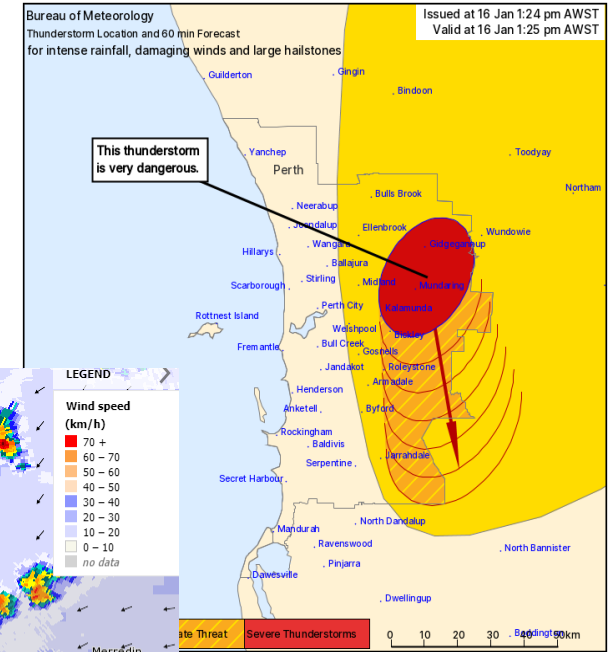 Bureau of Meteorology
Thunderstorm Location and 60 min Forecast
for intense rainfall, damaging winds and large hailstones
Issued at 16 Jan 1:24 pm AWST
Valid at 16 Jan 1:25 pm AWST
Guilderton
Gingin
Bindoon
This thunderstorm
is very dangerous.
Yanchep
Toodyay
Perth
Northam
Bulls Brook
Neerabup
Joondalup
Ellenbrook
Wundowie
Wangara
Gidgegannup
Hillarys
Ballajura
Stirling
Midland
Mundaring
Scarborough
Perth City
Kalamunda
Rottnest Island
Welshpool
Bickley
Fremantle
Bull Creek
Gosnells
Jandakot
Roleystone
Armadale
Henderson
Anketell
Byford
Rockingham
Baldivis
Jarrahdale
Serpentine
Secret Harbour
North Dandalup
Mandurah
Ravenswood
North Bannister
Pinjarra
Dawesville
Dwellingup
Boddington
LEGEND
Wind speed
(km/h)
70 +
60 – 70
50 – 60
40 – 50
30 – 40
20 – 30
10 – 20
0 – 10
no data
Merredin
ate Threat
Severe Thunderstorms
0 10 20 30 40 50km